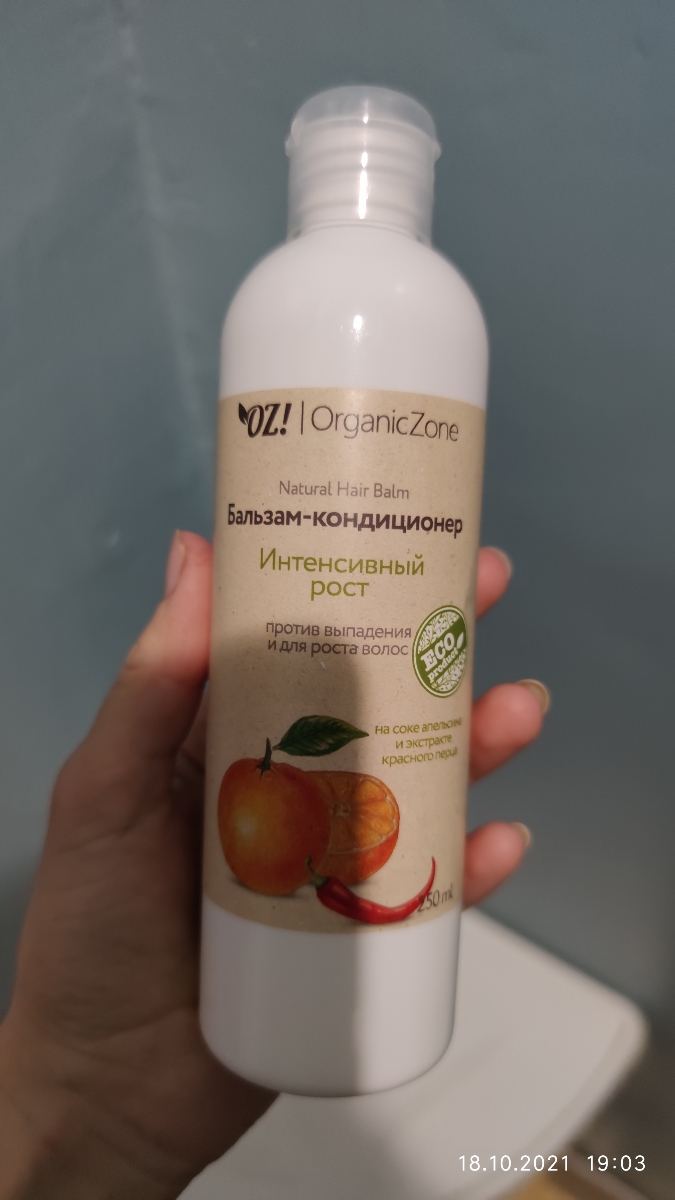 OZ! | OrganicZone
Natural Hair Balm
Бальзам-кондиционер
Интенсивный
рост
против выпадения
и для роста волос
ECO
product
на соке апельсина
и экстракте
красного перца
250 ml
18.10.2021 19:03